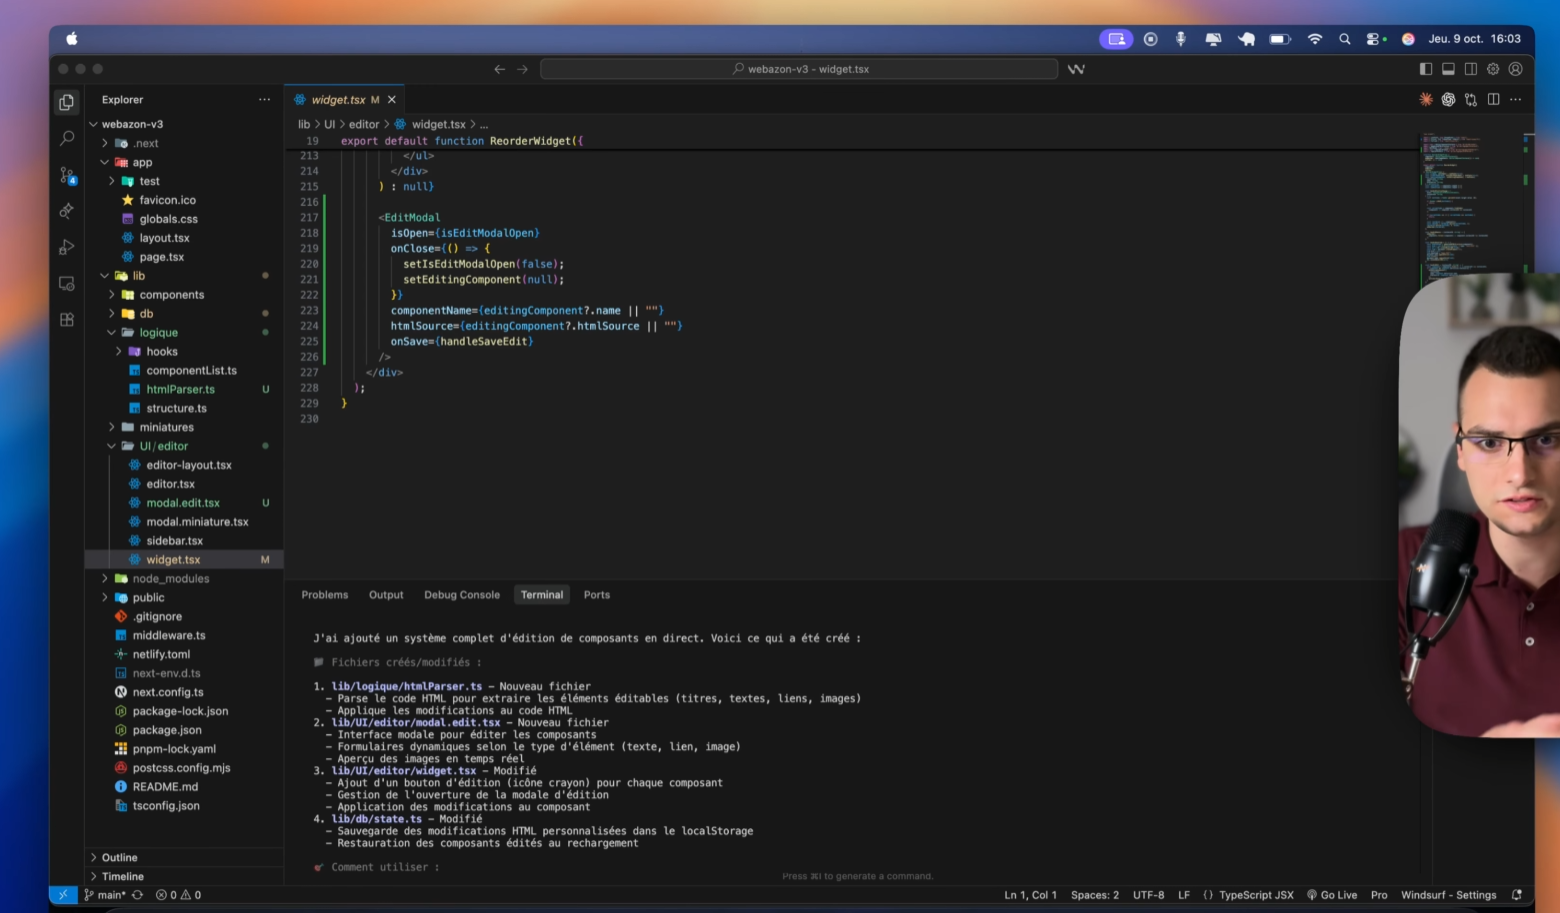 Jeu. 9 oct. 16:03
webazon-v3 - widget.tsx
Explorer
widget.tsx M
webazon-v3
lib > UI > editor > widget.tsx > ...
.next
app
test
favicon.ico
globals.css
layout.tsx
page.tsx
lib
components
db
logique
hooks
componentList.ts
htmlParser.ts U
structure.ts
miniatures
UI/editor
editor-layout.tsx
editor.tsx
modal.edit.tsx U
modal.miniature.tsx
sidebar.tsx
widget.tsx M
node_modules
public
.gitignore
middleware.ts
netlify.toml
next-env.d.ts
next.config.ts
package-lock.json
package.json
pnpm-lock.yaml
postcss.config.mjs
README.md
tsconfig.json
Outline
Timeline
4
19 export default function ReorderWidget({
213 </ul>
214 </div>
215 ) : null}
216
217 <EditModal
218 isOpen={isEditModalOpen}
219 onClose={() => {
220 setIsEditModalOpen(false);
221 setEditingComponent(null);
222 }}
223 componentName={editingComponent?.name || ""}
224 htmlSource={editingComponent?.htmlSource || ""}
225 onSave={handleSaveEdit}
226 />
227 </div>
228 );
229 }
230
Problems Output Debug Console Terminal Ports
J'ai ajouté un système complet d'édition de composants en direct. Voici ce qui a été créé :
Fichiers créés/modifiés :
1. lib/logique/htmlParser.ts – Nouveau fichier
– Parse le code HTML pour extraire les éléments éditables (titres, textes, liens, images)
– Applique les modifications au code HTML
2. lib/UI/editor/modal.edit.tsx – Nouveau fichier
– Interface modale pour éditer les composants
– Formulaires dynamiques selon le type d'élément (texte, lien, image)
– Aperçu des images en temps réel
3. lib/UI/editor/widget.tsx – Modifié
– Ajout d'un bouton d'édition (icône crayon) pour chaque composant
– Gestion de l'ouverture de la modale d'édition
– Application des modifications au composant
4. lib/db/state.ts – Modifié
– Sauvegarde des modifications HTML personnalisées dans le localStorage
– Restauration des composants édités au rechargement
Comment utiliser :
Press ⌘I to generate a command.
main* 0 0 Ln 1, Col 1 Spaces: 2 UTF-8 LF {} TypeScript JSX Go Live Pro Windsurf - Settings